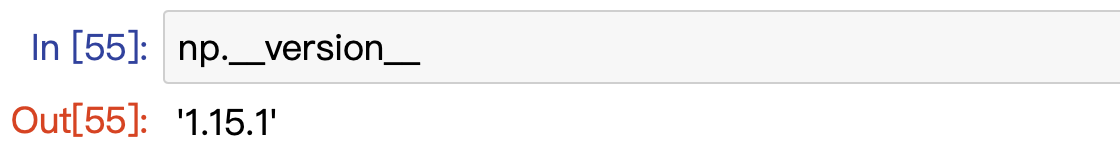 In [55]: np.__version__
Out[55]: '1.15.1'